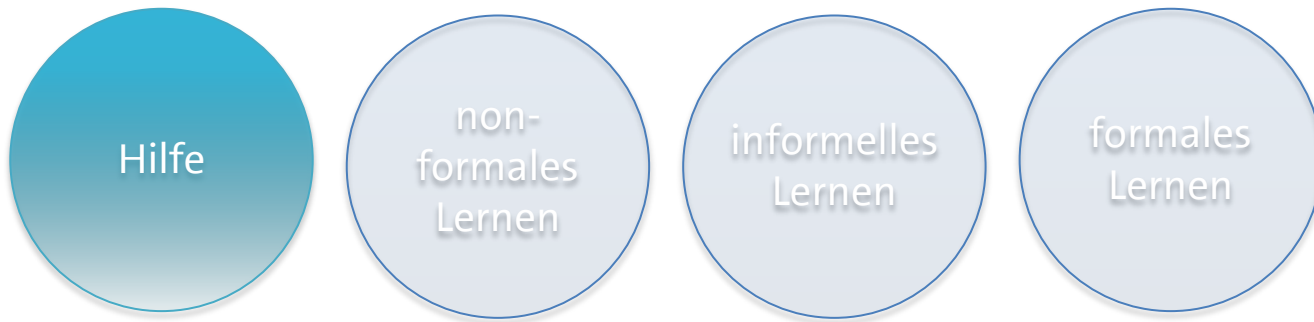 Hilfe
non-
formales
Lernen
informelles
Lernen
formales
Lernen